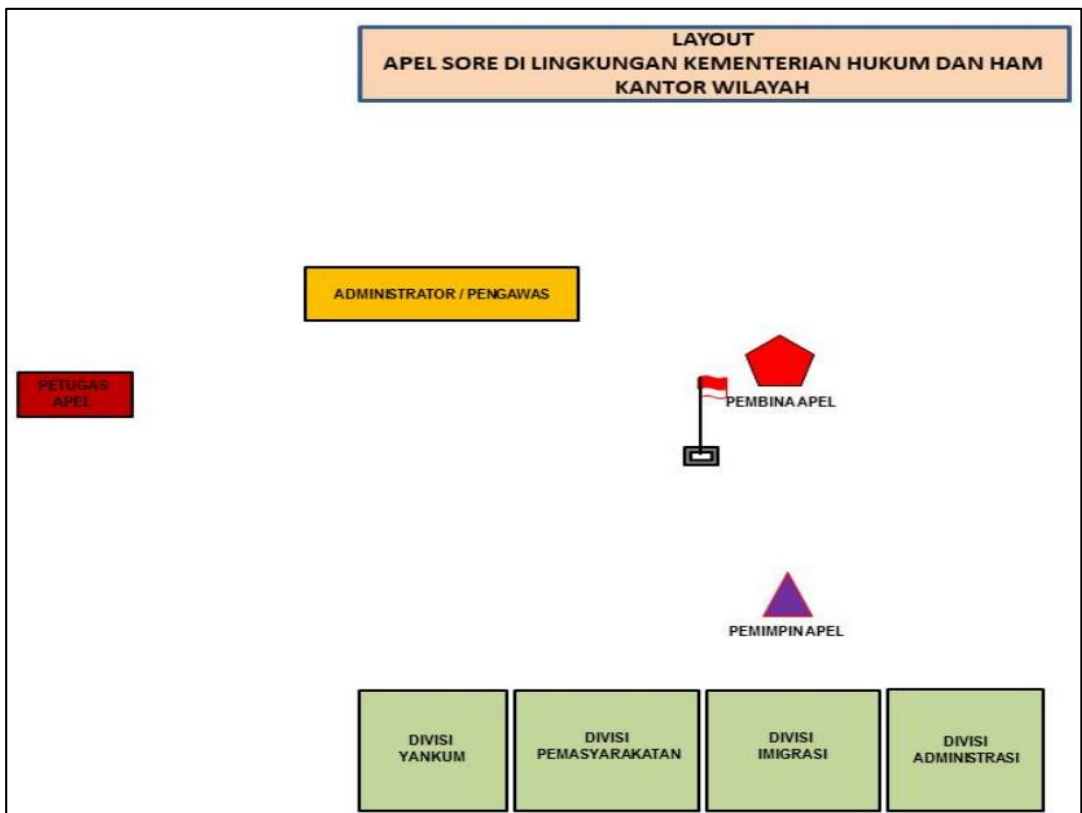 LAYOUT
APEL SORE DI LINGKUNGAN KEMENTERIAN HUKUM DAN HAM
KANTOR WILAYAH
ADMINISTRATOR / PENGAWAS
PETUGAS
APEL
PEMBINA APEL
PEMIMPIN APEL
DIVISI
YANKUM
DIVISI
PEMASYARAKATAN
DIVISI
IMIGRASI
DIVISI
ADMINISTRASI